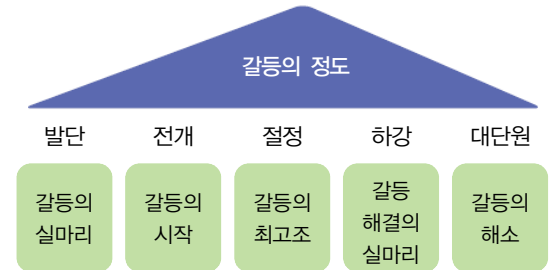 갈등의 정도
발단 전개 절정 하강 대단원
갈등의
실마리
갈등의
시작
갈등의
최고조
갈등
해결의
실마리
갈등의
해소